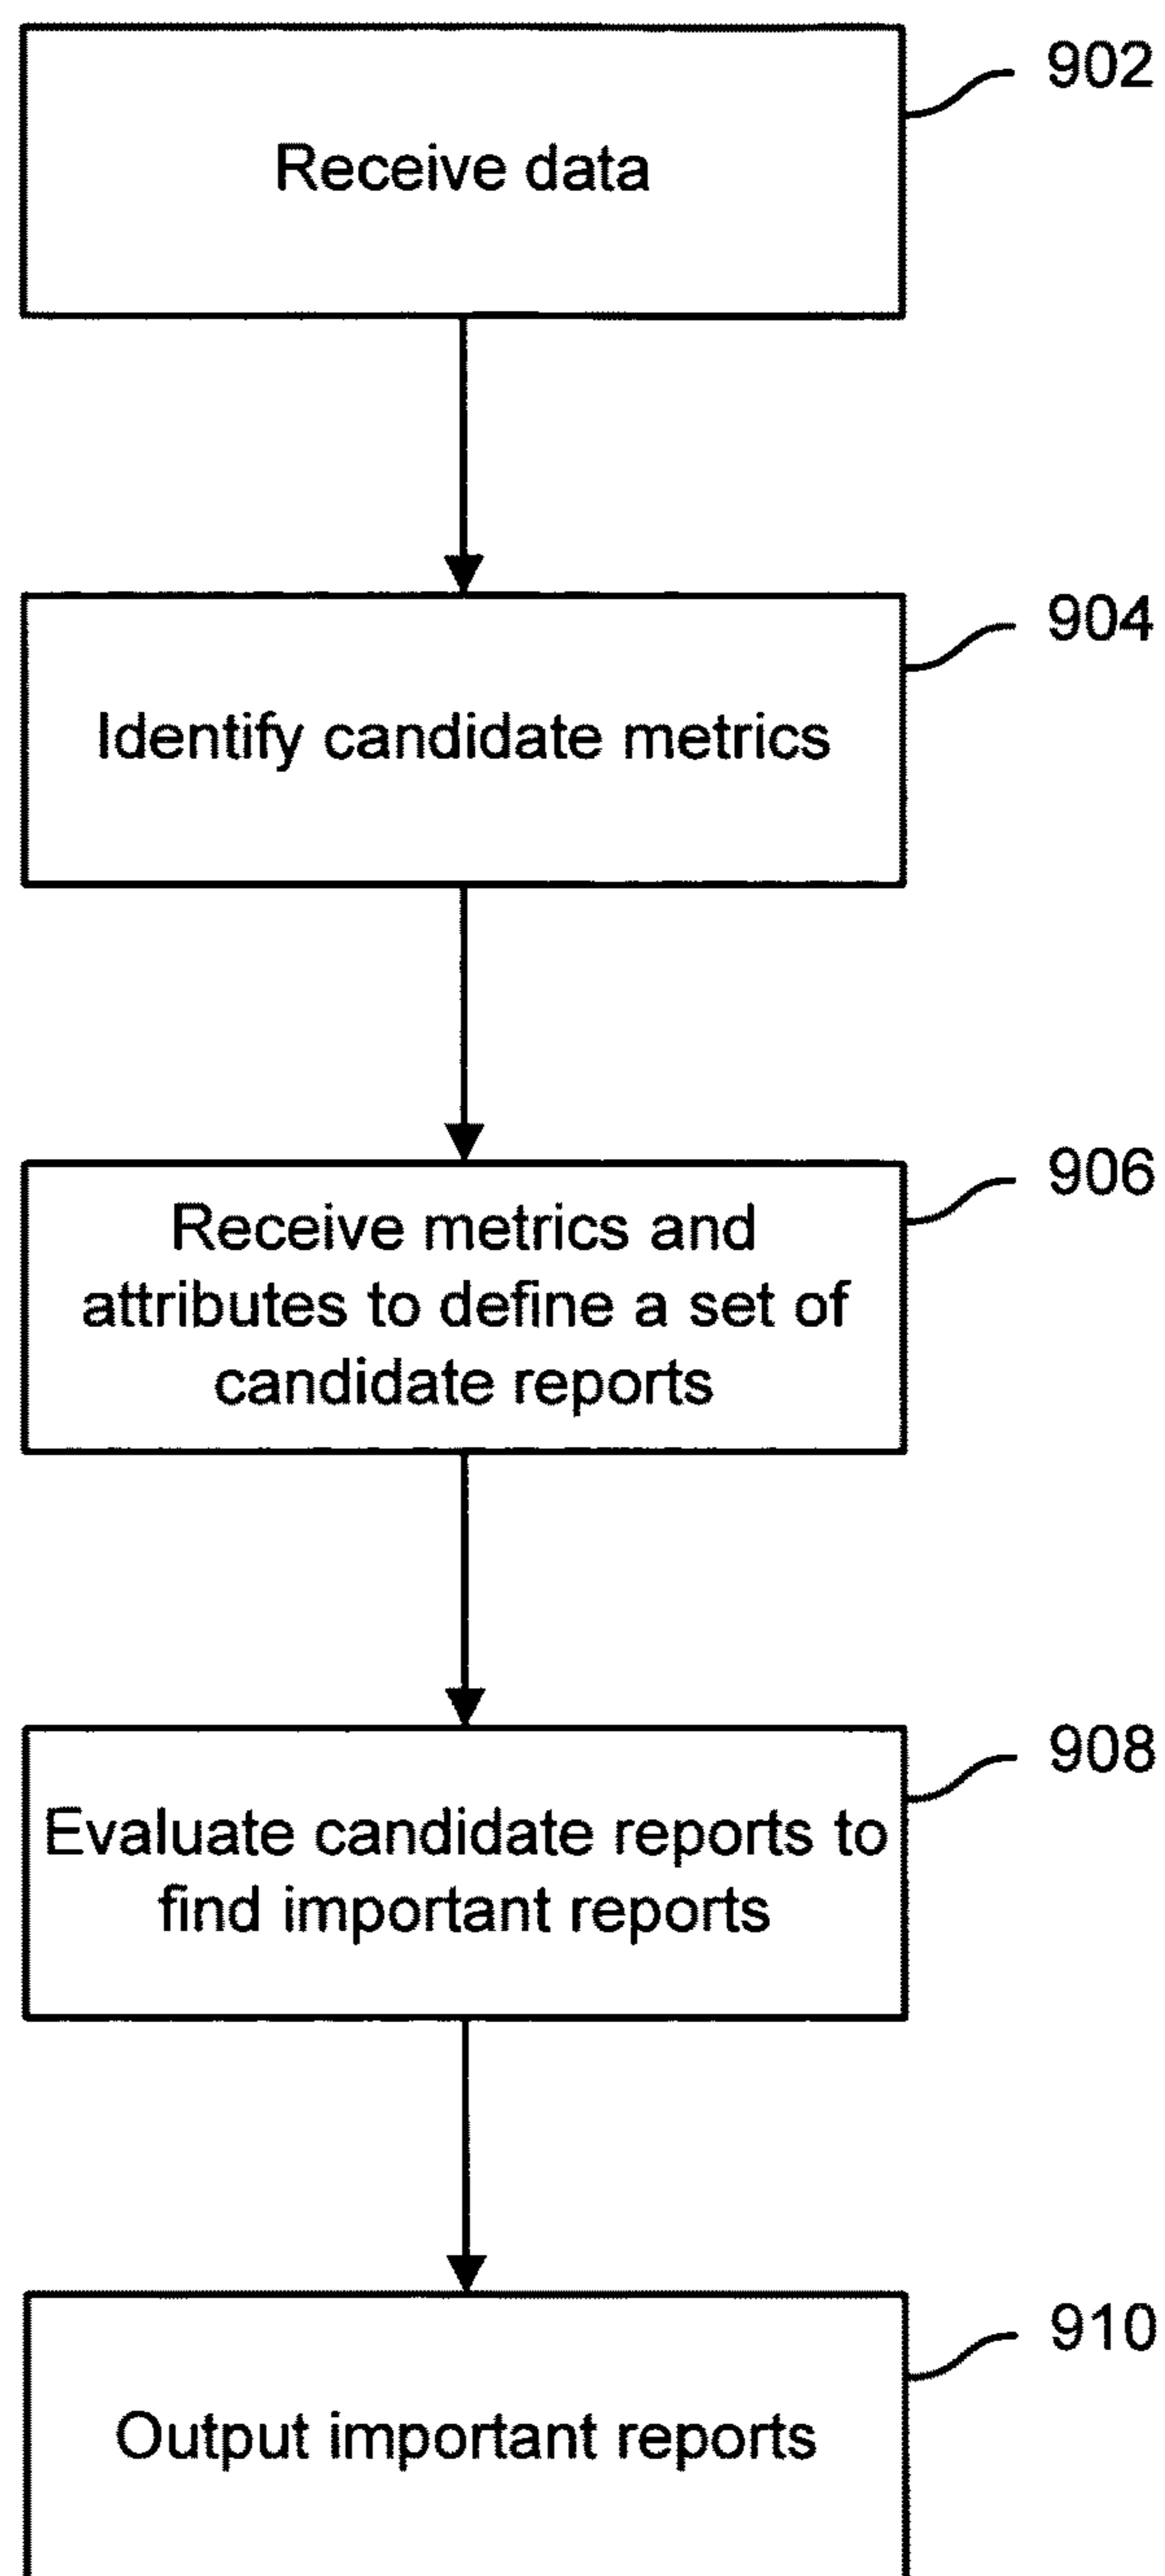 902
Receive data
904
Identify candidate metrics
906
Receive metrics and
attributes to define a set of
candidate reports
908
Evaluate candidate reports to
find important reports
910
Output important reports